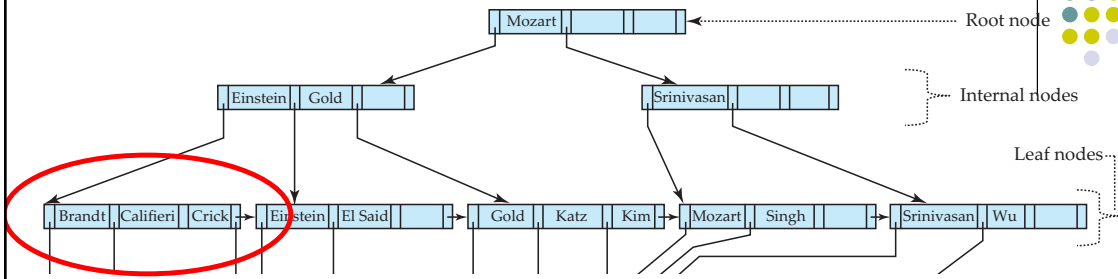 Mozart
Root node
Einstein Gold
Srinivasan
Internal nodes
Leaf nodes
Brandt Califieri Crick Einstein El Said Gold Katz Kim Mozart Singh Srinivasan Wu